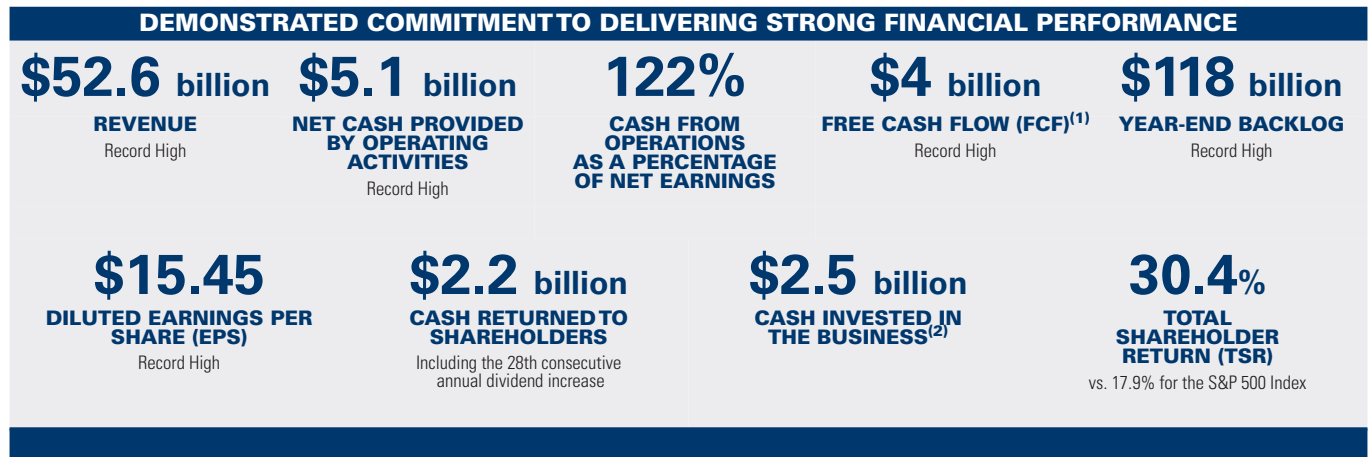 DEMONSTRATED COMMITMENT TO DELIVERING STRONG FINANCIAL PERFORMANCE
$52.6 billion
REVENUE
Record High
$5.1 billion
NET CASH PROVIDED
BY OPERATING
ACTIVITIES
Record High
122%
CASH FROM
OPERATIONS
AS A PERCENTAGE
OF NET EARNINGS
$4 billion
FREE CASH FLOW (FCF)(1)
Record High
$118 billion
YEAR-END BACKLOG
Record High
$15.45
DILUTED EARNINGS PER
SHARE (EPS)
Record High
$2.2 billion
CASH RETURNED TO
SHAREHOLDERS
Including the 28th consecutive
annual dividend increase
$2.5 billion
CASH INVESTED IN
THE BUSINESS(2)
30.4%
TOTAL
SHAREHOLDER
RETURN (TSR)
vs. 17.9% for the S&P 500 Index